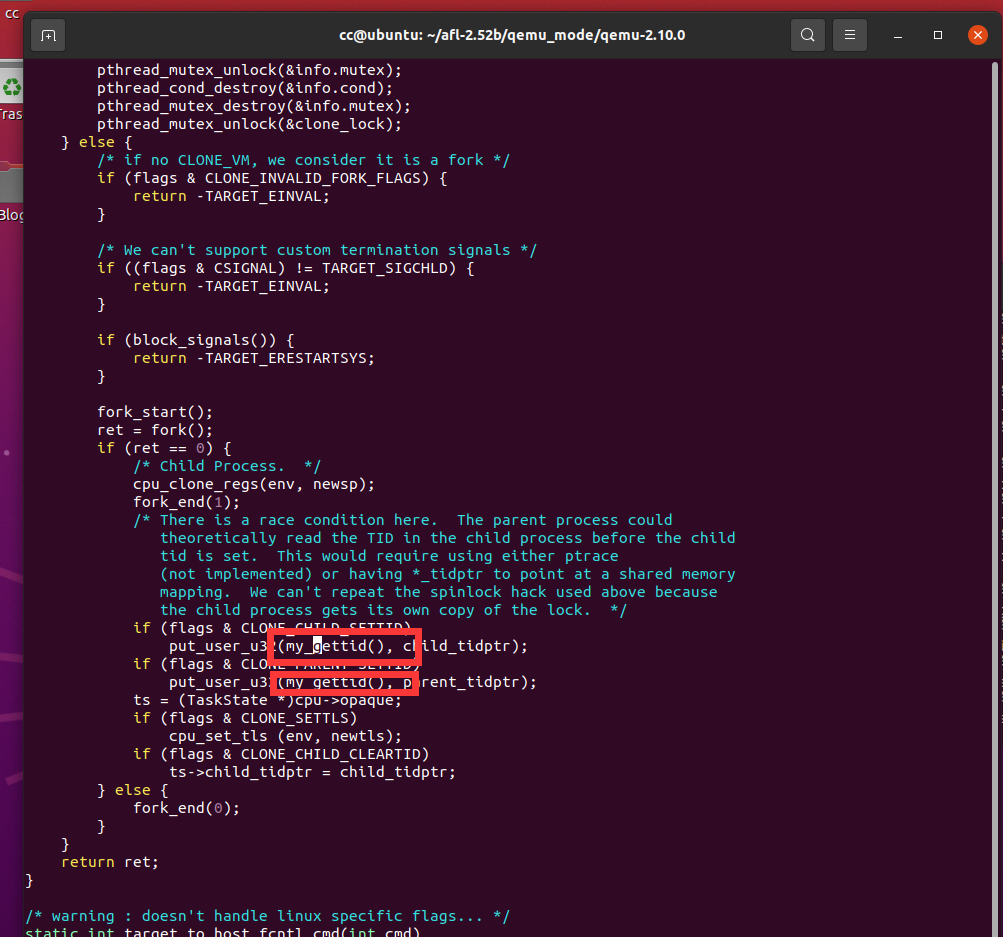 cc
cc@ubuntu: ~/afl-2.52b/qemu_mode/qemu-2.10.0
pthread_mutex_unlock(&info.mutex);
pthread_cond_destroy(&info.cond);
pthread_mutex_destroy(&info.mutex);
pthread_mutex_unlock(&clone_lock);
} else {
/* if no CLONE_VM, we consider it is a fork */
if (flags & CLONE_INVALID_FORK_FLAGS) {
return -TARGET_EINVAL;
}
/* We can't support custom termination signals */
if ((flags & CSIGNAL) != TARGET_SIGCHLD) {
return -TARGET_EINVAL;
}
if (block_signals()) {
return -TARGET_ERESTARTSYS;
}
fork_start();
ret = fork();
if (ret == 0) {
/* Child Process.  */
cpu_clone_regs(env, newsp);
fork_end(1);
/* There is a race condition here.  The parent process could
theoretically read the TID in the child process before the child
tid is set.  This would require using either ptrace
(not implemented) or having *_tidptr to point at a shared memory
mapping.  We can't repeat the spinlock hack used above because
the child process gets its own copy of the lock.  */
if (flags & CLONE_CHILD_SETTID)
put_user_u32(my_gettid(), child_tidptr);
if (flags & CLONE_PARENT_SETTID)
put_user_u32(my_gettid(), parent_tidptr);
ts = (TaskState *)cpu->opaque;
if (flags & CLONE_SETTLS)
cpu_set_tls (env, newtls);
if (flags & CLONE_CHILD_CLEARTID)
ts->child_tidptr = child_tidptr;
} else {
fork_end(0);
}
}
return ret;
}
/* warning : doesn't handle linux specific flags... */
static int target_to_host_fcntl_cmd(int cmd)
Tras
Blog